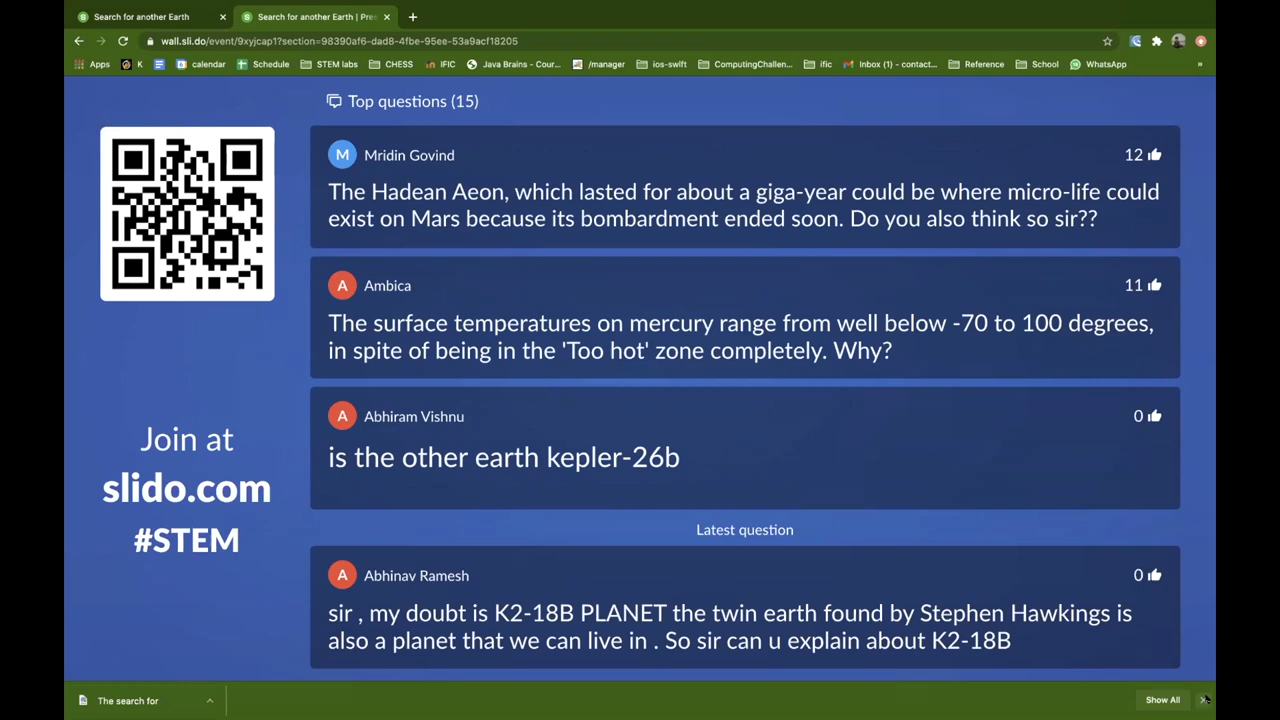 Search for another Earth
Search for another Earth | Pres
wall.sli.do/event/9xyjcap1?section=98390af6-dad8-4fbe-95ee-53a9acf18205
Apps K calendar Schedule STEM labs CHESS IFIC Java Brains - Cour... /manager ios-swift ComputingChallen... ific Inbox (1) - contact... Reference School WhatsApp »
Top questions (15)
M Mridin Govind 12
The Hadean Aeon, which lasted for about a giga-year could be where micro-life could
exist on Mars because its bombardment ended soon. Do you also think so sir??
A Ambica 11
The surface temperatures on mercury range from well below -70 to 100 degrees,
in spite of being in the 'Too hot' zone completely. Why?
A Abhiram Vishnu 0
is the other earth kepler-26b
Join at
slido.com
#STEM
Latest question
A Abhinav Ramesh 0
sir , my doubt is K2-18B PLANET the twin earth found by Stephen Hawkings is
also a planet that we can live in . So sir can u explain about K2-18B
The search for
Show All